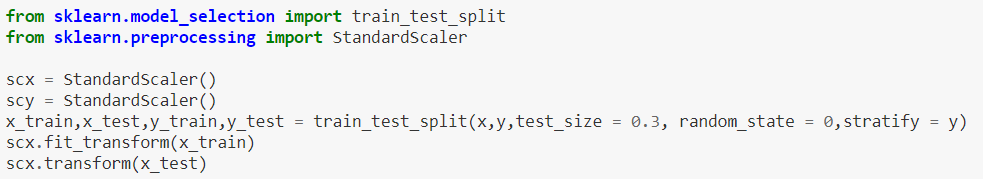 from sklearn.model_selection import train_test_split
from sklearn.preprocessing import StandardScaler
scx = StandardScaler()
scy = StandardScaler()
x_train,x_test,y_train,y_test = train_test_split(x,y,test_size = 0.3, random_state = 0,stratify = y)
scx.fit_transform(x_train)
scx.transform(x_test)